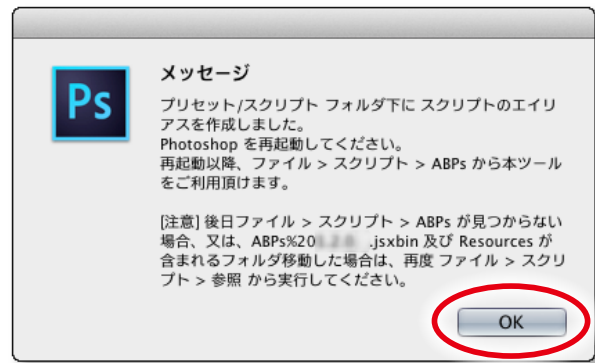 Ps
メッセージ
プリセット/スクリプト フォルダ下に スクリプトのエイリ
アスを作成しました。
Photoshop を再起動してください。
再起動以降、ファイル > スクリプト > ABPs から本ツール
をご利用頂けます。
[注意] 後日ファイル > スクリプト > ABPs が見つからない
場合、又は、ABPs%20 .jsxbin 及び Resources が
含まれるフォルダ移動した場合は、再度 ファイル > スクリ
プト > 参照 から実行してください。
OK